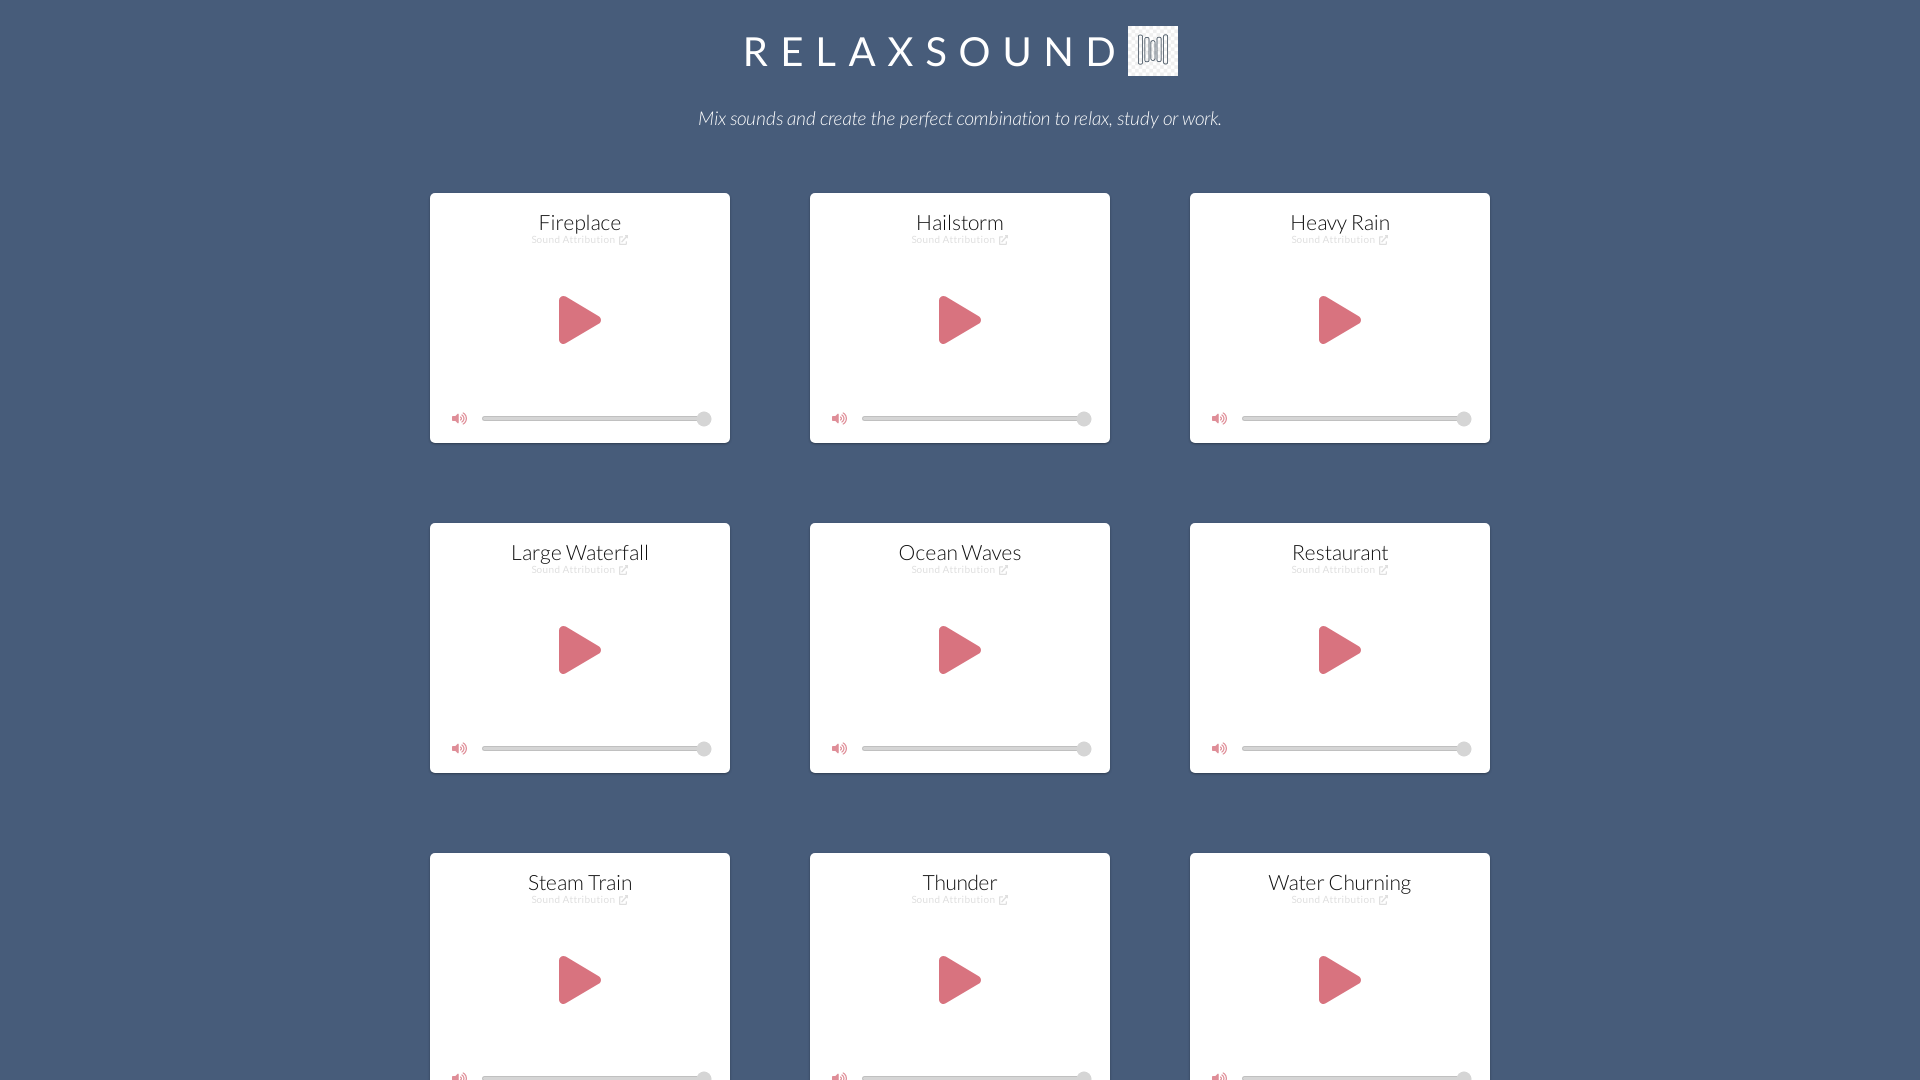 RELAXSOUND
Mix sounds and create the perfect combination to relax, study or work.
Fireplace
Sound Attribution
Hailstorm
Sound Attribution
Heavy Rain
Sound Attribution
Large Waterfall
Sound Attribution
Ocean Waves
Sound Attribution
Restaurant
Sound Attribution
Steam Train
Sound Attribution
Thunder
Sound Attribution
Water Churning
Sound Attribution